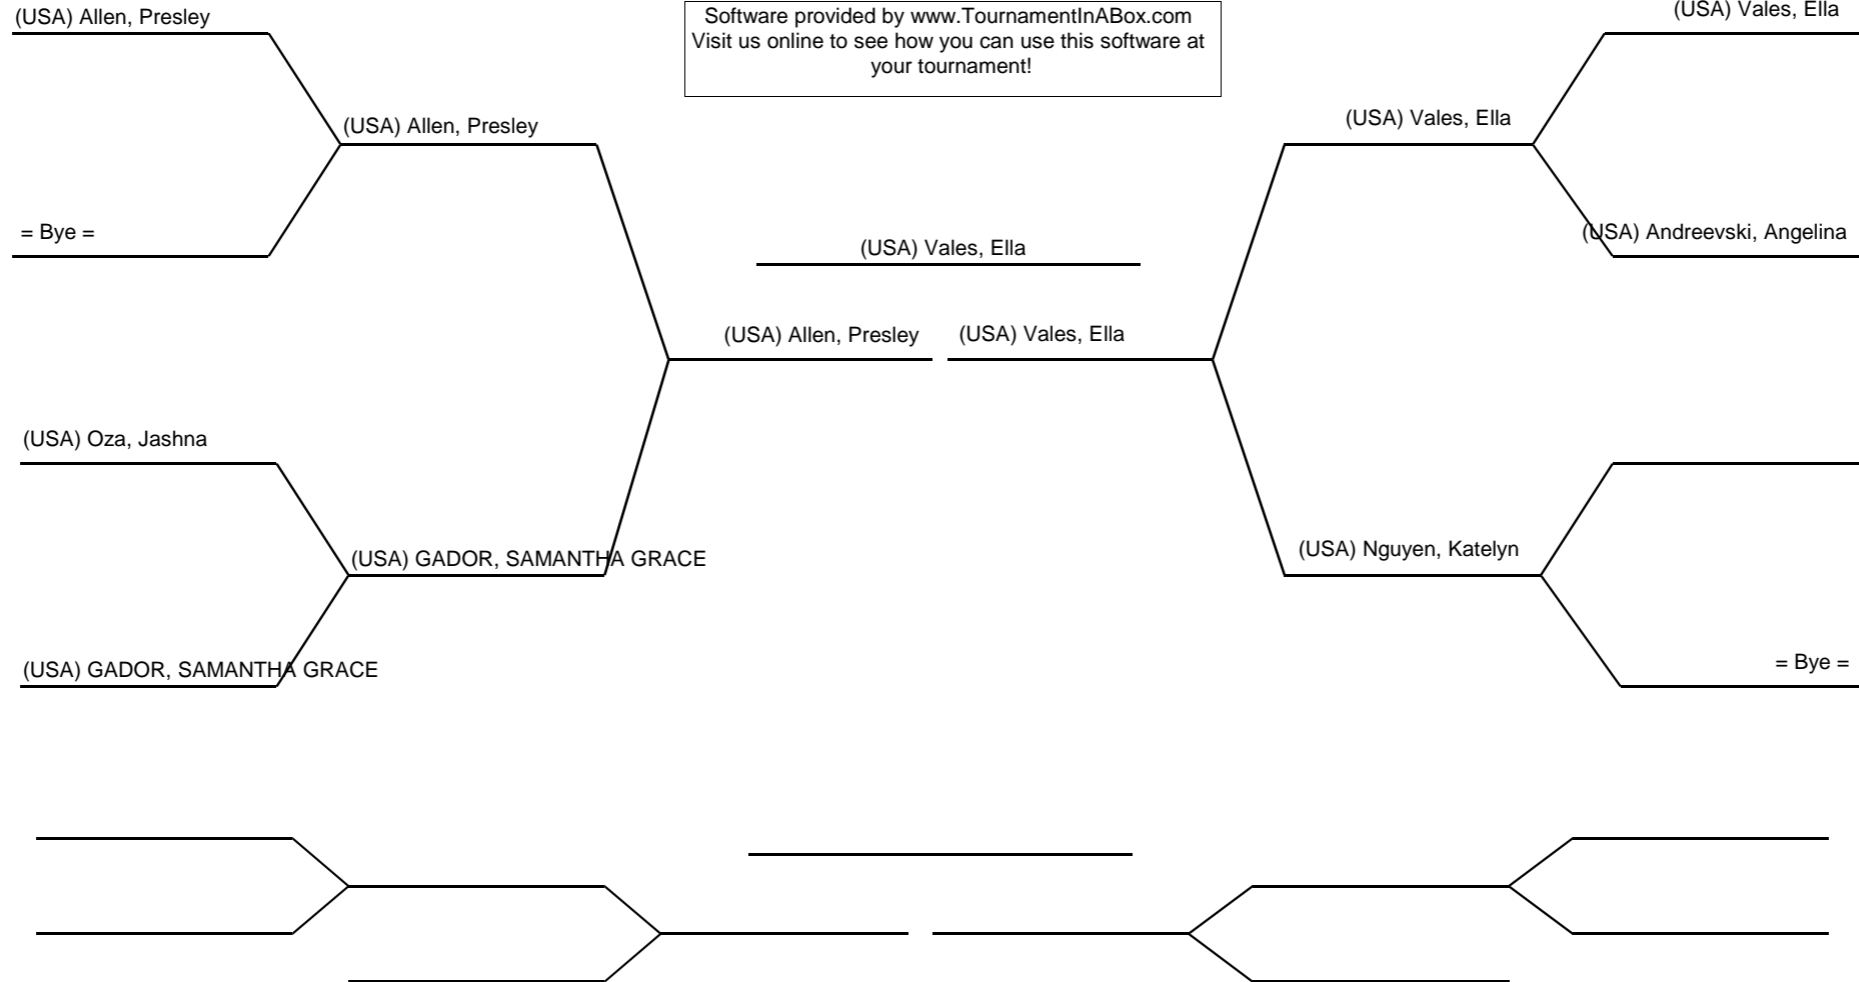 (USA) Allen, Presley
Software provided by www.TournamentInABox.com
Visit us online to see how you can use this software at
your tournament!
(USA) Vales, Ella
(USA) Allen, Presley
(USA) Vales, Ella
= Bye =
(USA) Vales, Ella
(USA) Andreevski, Angelina
(USA) Allen, Presley
(USA) Vales, Ella
(USA) Oza, Jashna
(USA) GADOR, SAMANTHA GRACE
(USA) Nguyen, Katelyn
(USA) GADOR, SAMANTHA GRACE
= Bye =